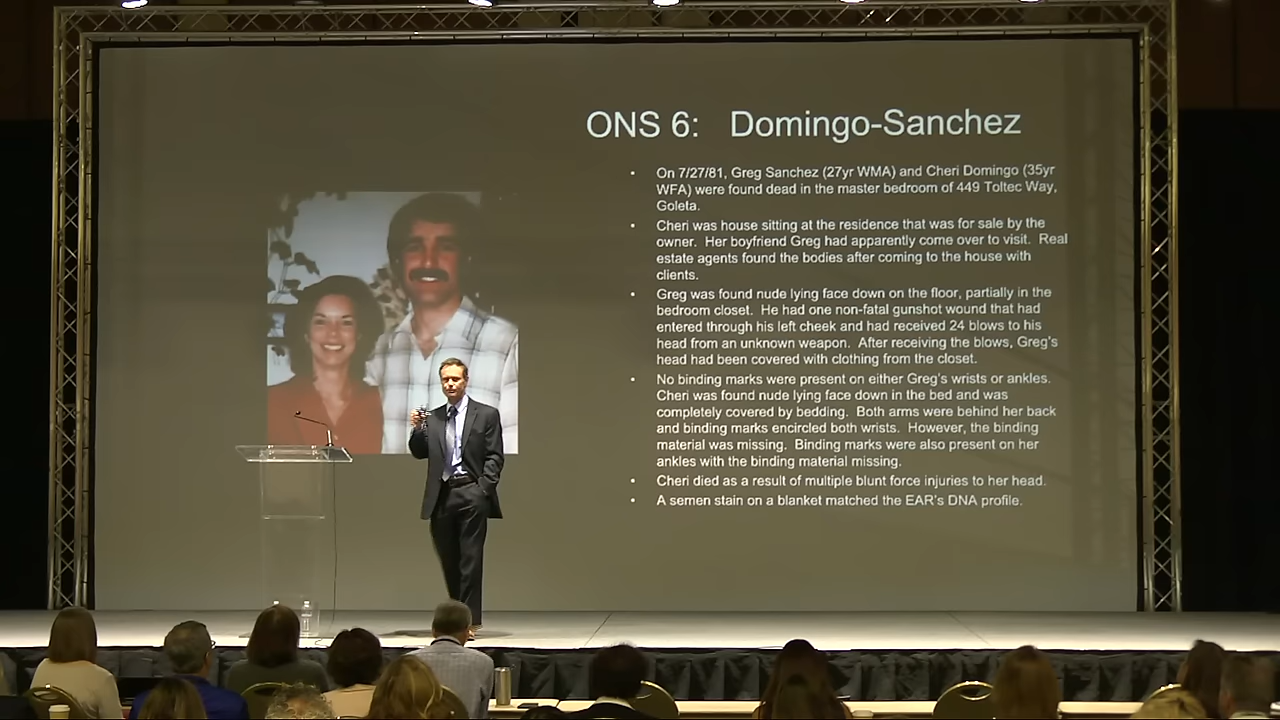 ONS 6: Domingo-Sanchez
• On 7/27/81, Greg Sanchez (27yr WMA) and Cheri Domingo (35yr
WFA) were found dead in the master bedroom of 449 Toltec Way,
Goleta.
• Cheri was house sitting at the residence that was for sale by the
owner. Her boyfriend Greg had apparently come over to visit. Real
estate agents found the bodies after coming to the house with
clients.
• Greg was found nude lying face down on the floor, partially in the
bedroom closet. He had one non-fatal gunshot wound that had
entered through his left cheek and had received 24 blows to his
head from an unknown weapon. After receiving the blows, Greg's
head had been covered with clothing from the closet.
• No binding marks were present on either Greg's wrists or ankles.
Cheri was found nude lying face down in the bed and was
completely covered by bedding. Both arms were behind her back
and binding marks encircled both wrists. However, the binding
material was missing. Binding marks were also present on her
ankles with the binding material missing.
• Cheri died as a result of multiple blunt force injuries to her head.
• A semen stain on a blanket matched the EAR's DNA profile.